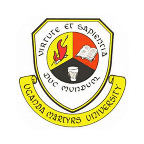 VIRTUTE ET SAPIENTIA
DUC MUNDUM
UGANDA MARTYRS UNIVERSITY